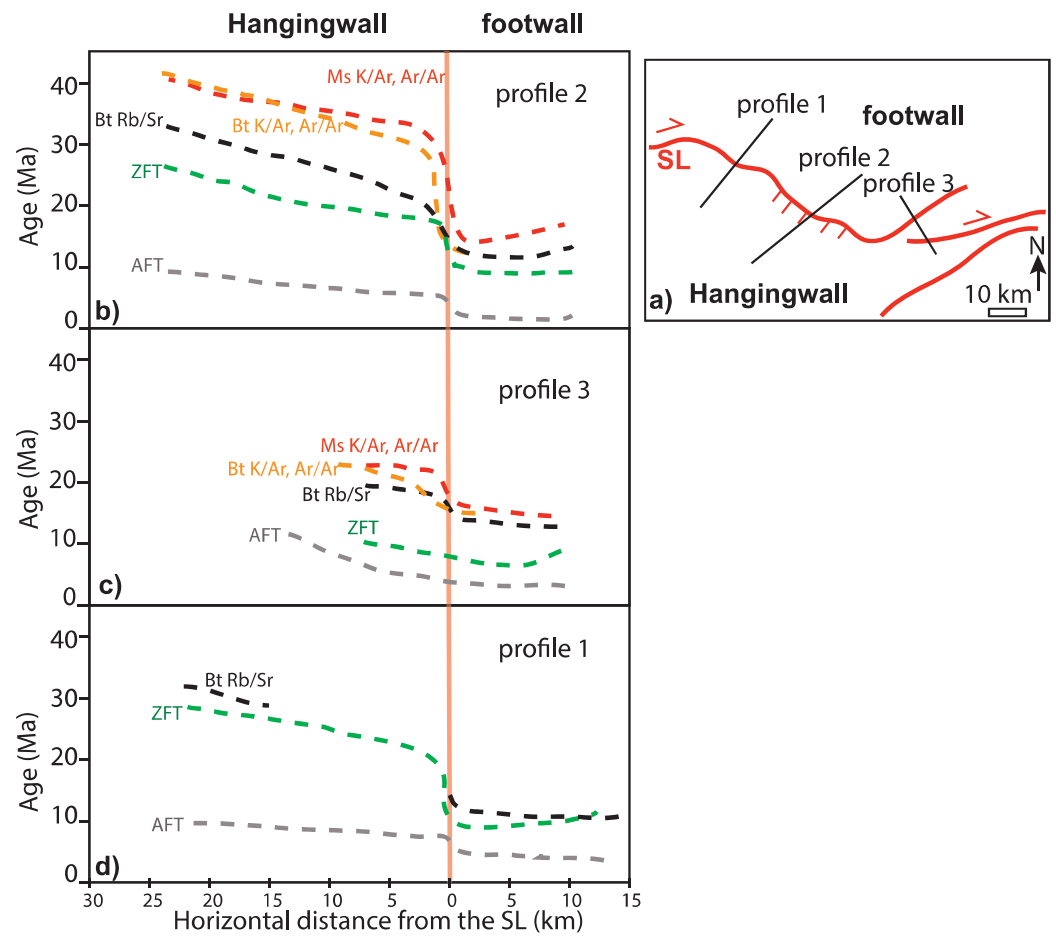 Hangingwall footwall
40
30
20
10
0
Age (Ma)
Ms K/Ar, Ar/Ar
profile 2
Bt Rb/Sr
Bt K/Ar, Ar/Ar
ZFT
AFT
b)
40
30
20
10
0
Age (Ma)
profile 3
Ms K/Ar, Ar/Ar
Bt K/Ar, Ar/Ar
Bt Rb/Sr
AFT
ZFT
c)
40
30
20
10
0
Age (Ma)
profile 1
Bt Rb/Sr
ZFT
AFT
d)
30 25 20 15 10 5 0 5 10 15
Horizontal distance from the SL (km)
profile 1
footwall
SL
profile 2
profile 3
N
Hangingwall
a)
10 km